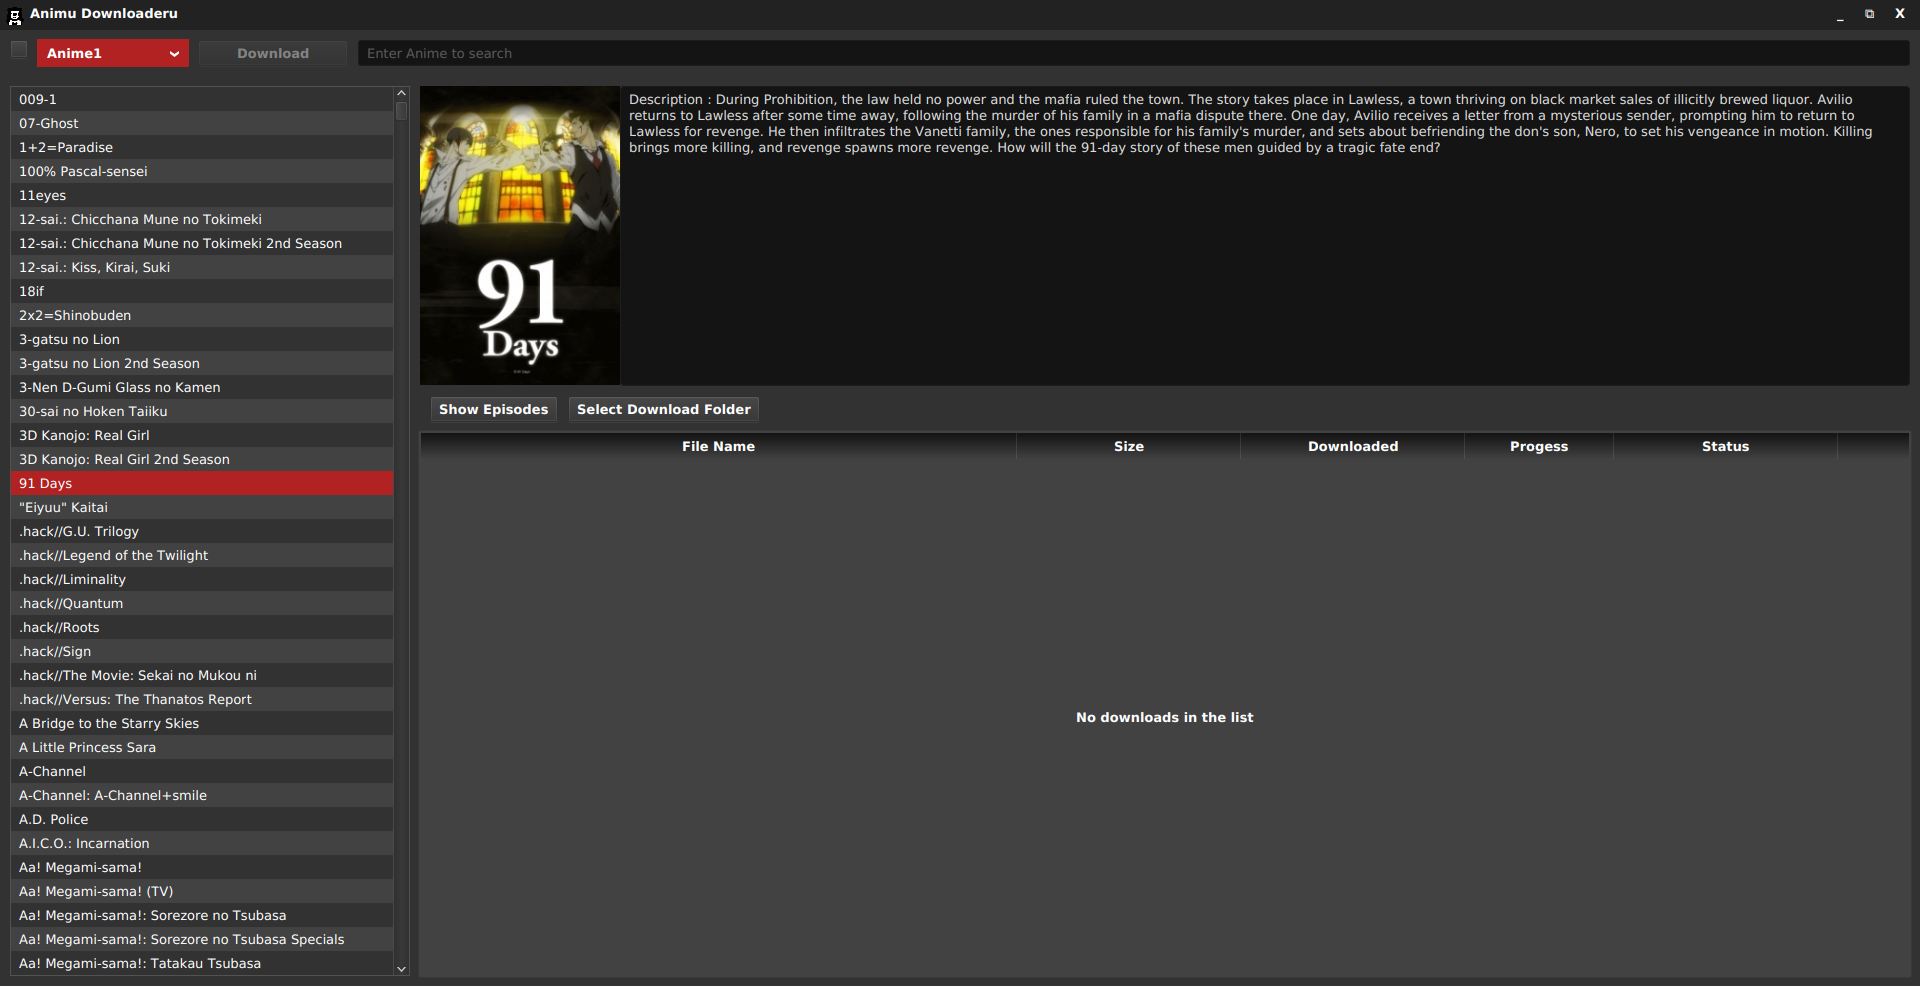 Animu Downloaderu
_ X
Anime1
Download
Enter Anime to search
009-1
07-Ghost
1+2=Paradise
100% Pascal-sensei
11eyes
12-sai.: Chicchana Mune no Tokimeki
12-sai.: Chicchana Mune no Tokimeki 2nd Season
12-sai.: Kiss, Kirai, Suki
18if
2x2=Shinobuden
3-gatsu no Lion
3-gatsu no Lion 2nd Season
3-Nen D-Gumi Glass no Kamen
30-sai no Hoken Taiiku
3D Kanojo: Real Girl
3D Kanojo: Real Girl 2nd Season
91 Days
"Eiyuu" Kaitai
.hack//G.U. Trilogy
.hack//Legend of the Twilight
.hack//Liminality
.hack//Quantum
.hack//Roots
.hack//Sign
.hack//The Movie: Sekai no Mukou ni
.hack//Versus: The Thanatos Report
A Bridge to the Starry Skies
A Little Princess Sara
A-Channel
A-Channel: A-Channel+smile
A.D. Police
A.I.C.O.: Incarnation
Aa! Megami-sama!
Aa! Megami-sama! (TV)
Aa! Megami-sama!: Sorezore no Tsubasa
Aa! Megami-sama!: Sorezore no Tsubasa Specials
Aa! Megami-sama!: Tatakau Tsubasa
91
Days
Description : During Prohibition, the law held no power and the mafia ruled the town. The story takes place in Lawless, a town thriving on black market sales of illicitly brewed liquor. Avilio
returns to Lawless after some time away, following the murder of his family in a mafia dispute there. One day, Avilio receives a letter from a mysterious sender, prompting him to return to
Lawless for revenge. He then infiltrates the Vanetti family, the ones responsible for his family's murder, and sets about befriending the don's son, Nero, to set his vengeance in motion. Killing
brings more killing, and revenge spawns more revenge. How will the 91-day story of these men guided by a tragic fate end?
Show Episodes
Select Download Folder
File Name
Size
Downloaded
Progess
Status
No downloads in the list